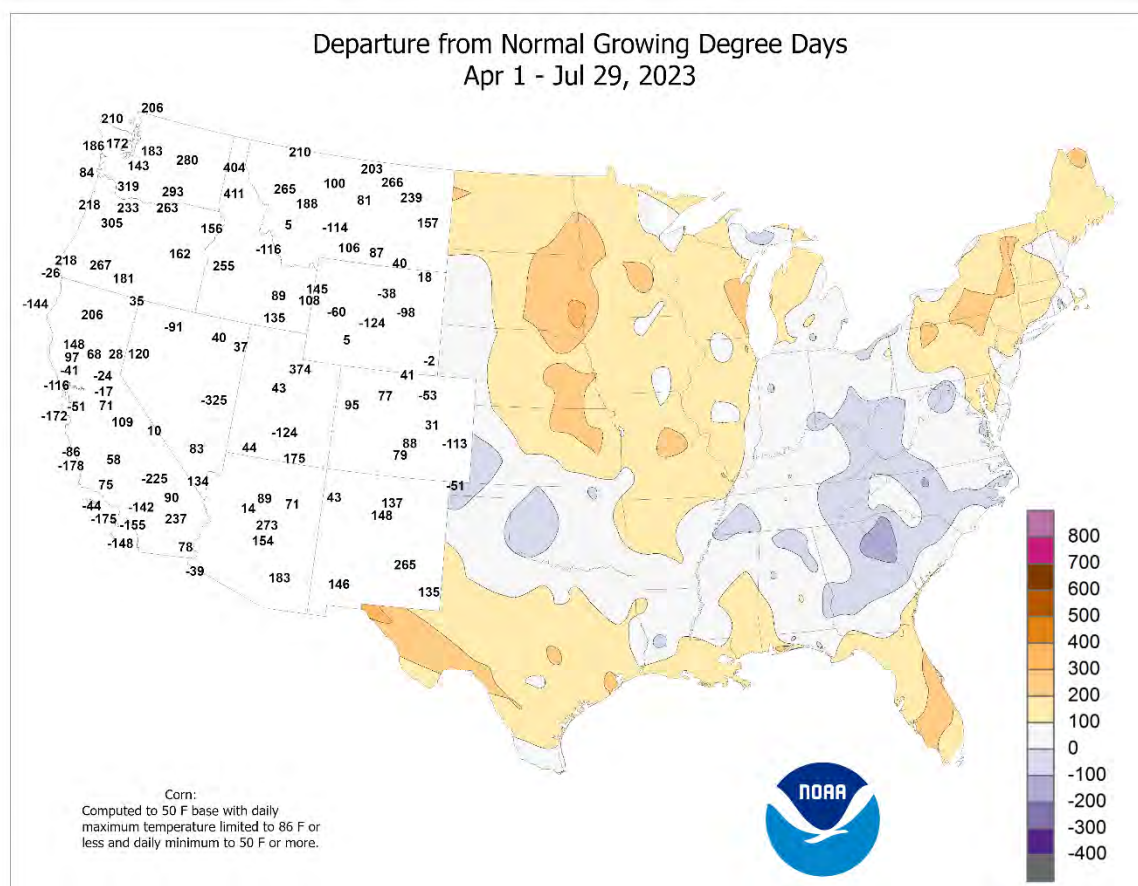 Departure from Normal Growing Degree Days
Apr 1 - Jul 29, 2023
206
210
186 172 183
210
143 280 404
203
84
100 266
319 293 411 265 81 239
188
218 233 263
305 5 -114 157
156
-116 106 87
218 162 40
267 255
-26 181 18
145
89 108 -38
-144 35
206 135 -60 -98
-91 -124
40 5
148 37
97 68 28 120
-41 -2
-24 374 41
-116 -17 43 77 -53
-51 71 -325 95
-172 109 31
10 -124 88 -113
-86 83 44 79
-178 58 175
75 -225 134 -51
90 89 43
-44 -142 14 71 137
-175 -155 237 273 148
-148 154
78
-39 183 265
146 135
800
700
600
500
400
300
200
100
0
-100
-200
-300
-400
NOAA
Corn:
Computed to 50 F base with daily
maximum temperature limited to 86 F or
less and daily minimum to 50 F or more.